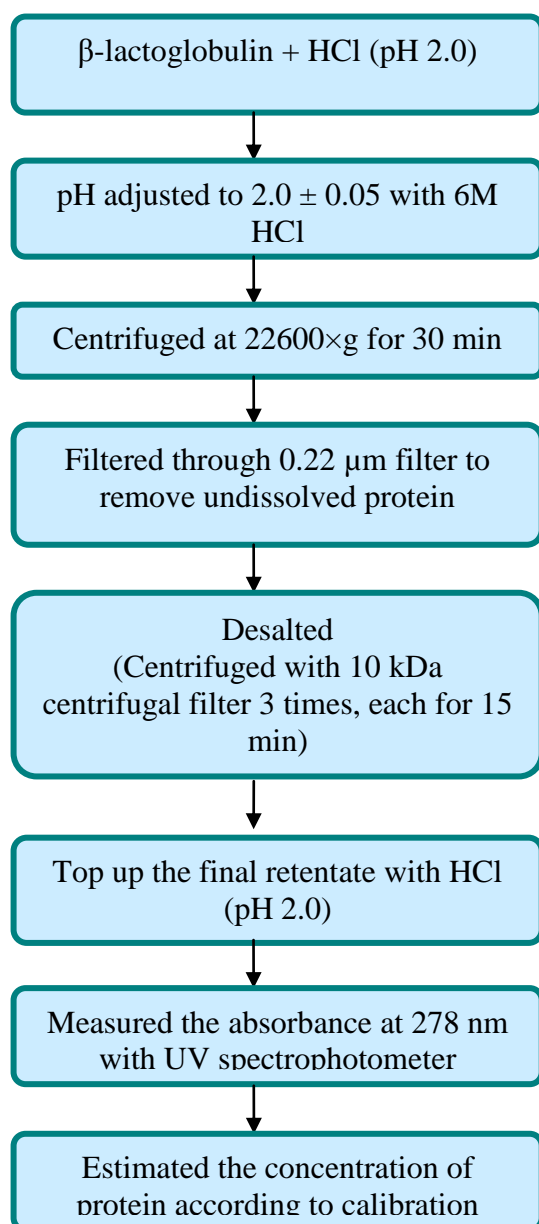 β-lactoglobulin + HCl (pH 2.0)
pH adjusted to 2.0 ± 0.05 with 6M
HCl
Centrifuged at 22600×g for 30 min
Filtered through 0.22 µm filter to
remove undissolved protein
Desalted
(Centrifuged with 10 kDa
centrifugal filter 3 times, each for 15
min)
Top up the final retentate with HCl
(pH 2.0)
Measured the absorbance at 278 nm
with UV spectrophotometer
Estimated the concentration of
protein according to calibration